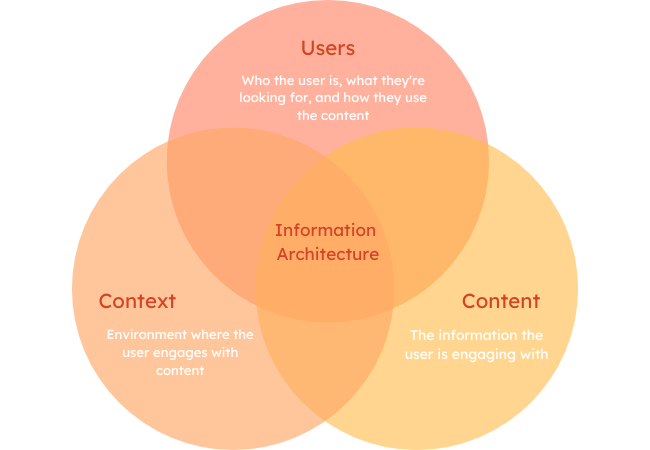 Users
Who the user is, what they're
looking for, and how they use
the content
Information
Architecture
Context
Environment where the
user engages with
content
Content
The information the
user is engaging with